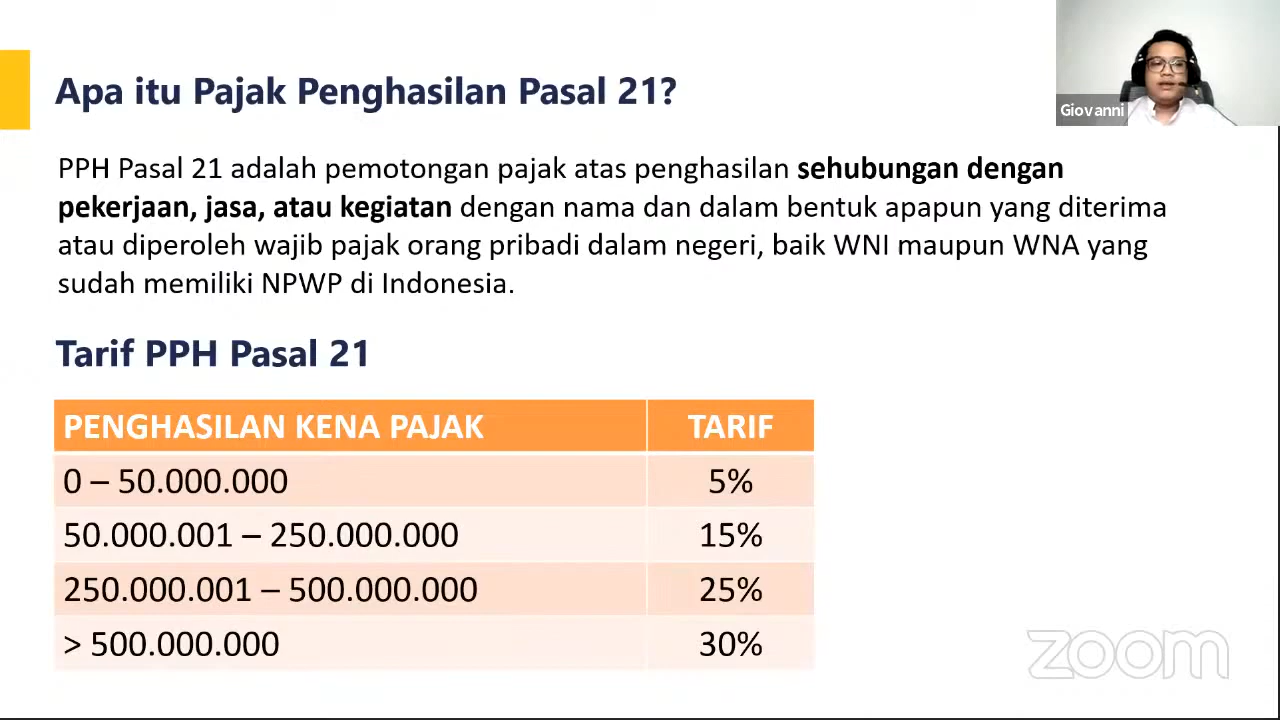 Apa itu Pajak Penghasilan Pasal 21?
Giovanni
PPH Pasal 21 adalah pemotongan pajak atas penghasilan sehubungan dengan
pekerjaan, jasa, atau kegiatan dengan nama dan dalam bentuk apapun yang diterima
atau diperoleh wajib pajak orang pribadi dalam negeri, baik WNI maupun WNA yang
sudah memiliki NPWP di Indonesia.
Tarif PPH Pasal 21
PENGHASILAN KENA PAJAK TARIF
0 – 50.000.000 5%
50.000.001 – 250.000.000 15%
250.000.001 – 500.000.000 25%
> 500.000.000 30%
zoom